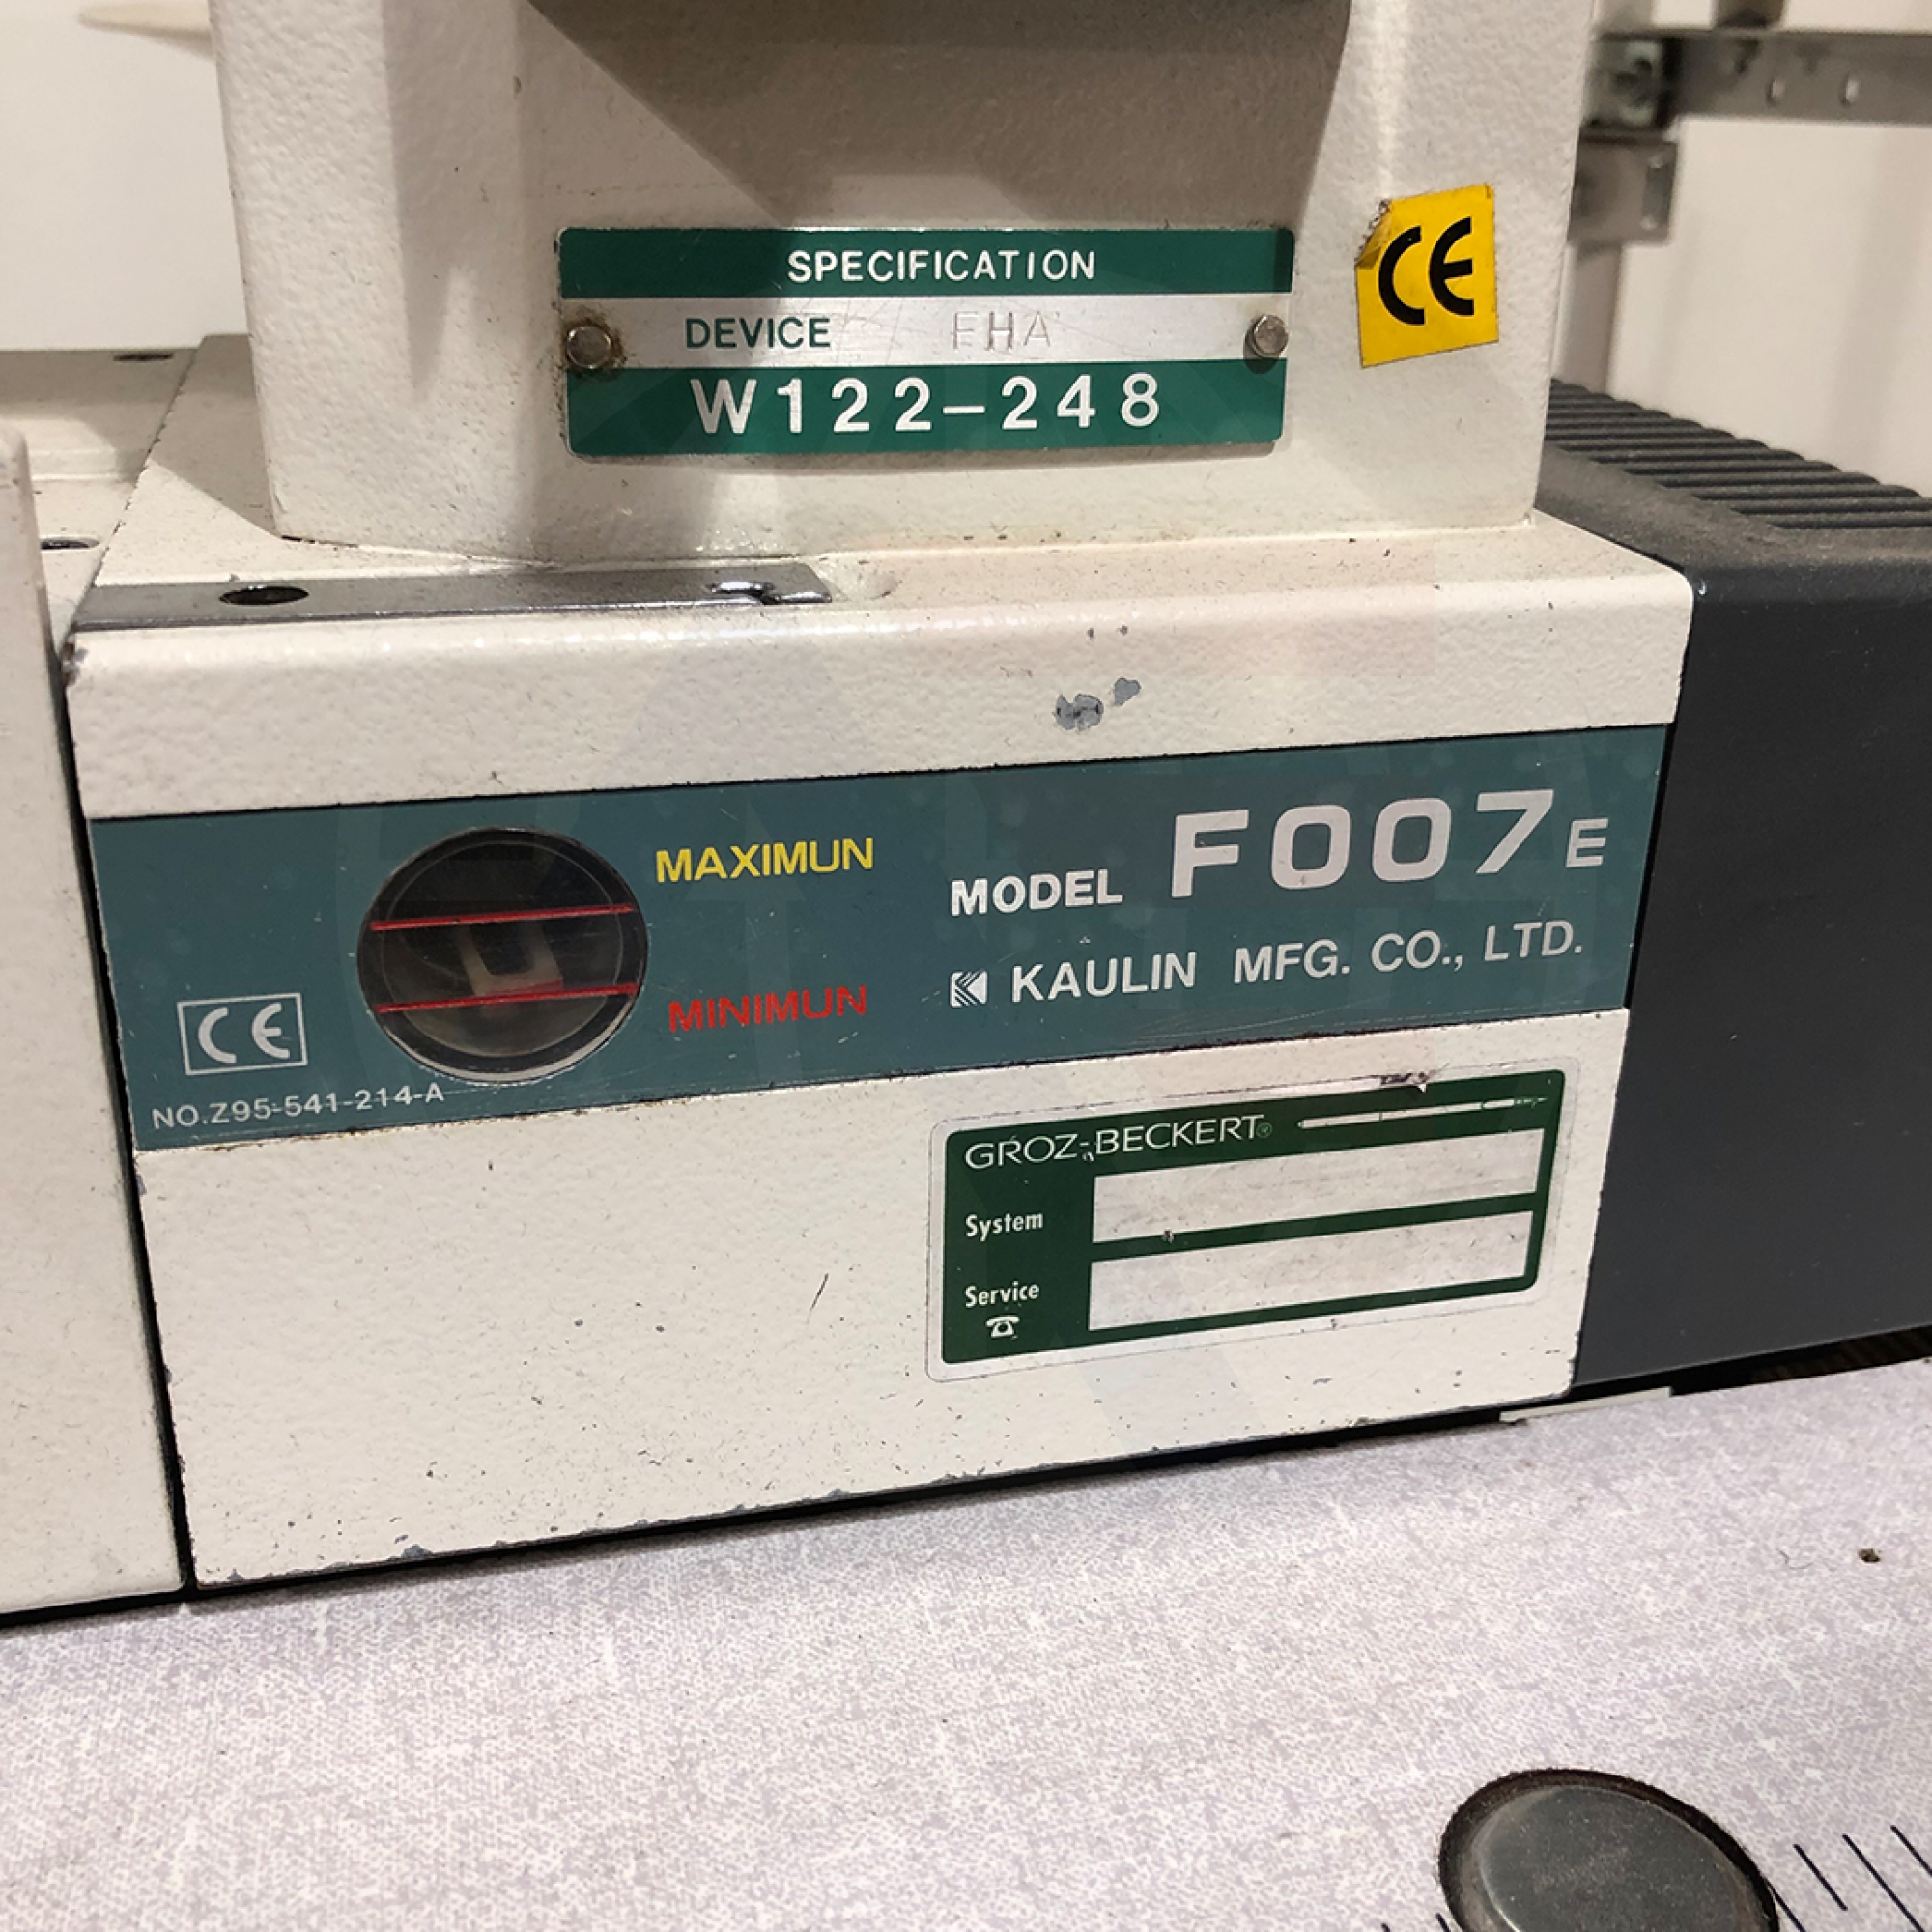 SPECIFICATION
DEVICE FHA
W122-248
CE
MAXIMUN
MODEL F007E
KAULIN MFG. CO., LTD.
MINIMUN
CE
NO.Z95-541-214-A
GROZ-BECKERT®
System
Service